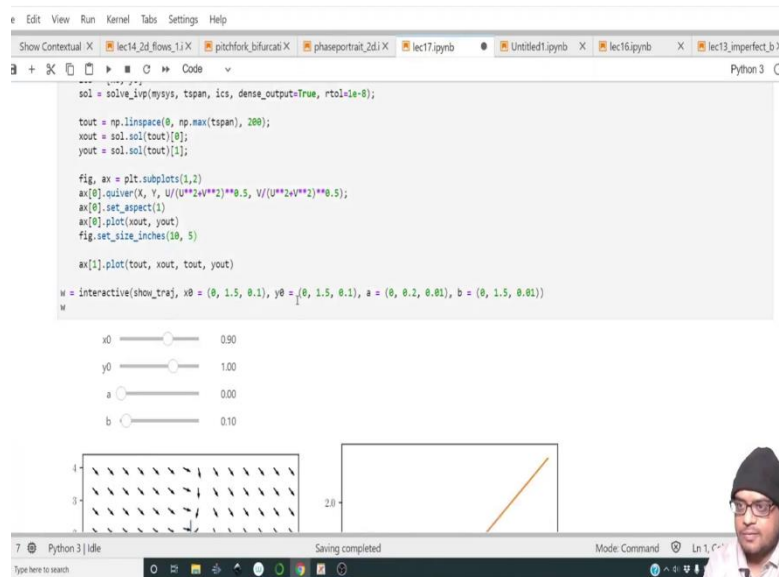 e Edit View Run Kernel Tabs Settings Help
Show Contextual X lec14_2d_flows_1.i X pitchfork_bifurcati X phaseportrait_2d.i X lec17.ipynb Untitled1.ipynb X lec16.ipynb X lec13_imperfect_b X
Code Python 3
sol = solve_ivp(mysys, tspan, ics, dense_output=True, rtol=1e-8);
tout = np.linspace(0, np.max(tspan), 200);
xout = sol.sol(tout)[0];
yout = sol.sol(tout)[1];
fig, ax = plt.subplots(1,2)
ax[0].quiver(X, Y, U/(U**2+V**2)**0.5, V/(U**2+V**2)**0.5);
ax[0].set_aspect(1)
ax[0].plot(xout, yout)
fig.set_size_inches(10, 5)
ax[1].plot(tout, xout, tout, yout)
w = interactive(show_traj, x0 = (0, 1.5, 0.1), y0 = (0, 1.5, 0.1), a = (0, 0.2, 0.01), b = (0, 1.5, 0.01))
w
x0 0.90
y0 1.00
a 0.00
b 0.10
4
3
2.0
7 Python 3 | Idle Saving completed Mode: Command Ln 1,
Type here to search